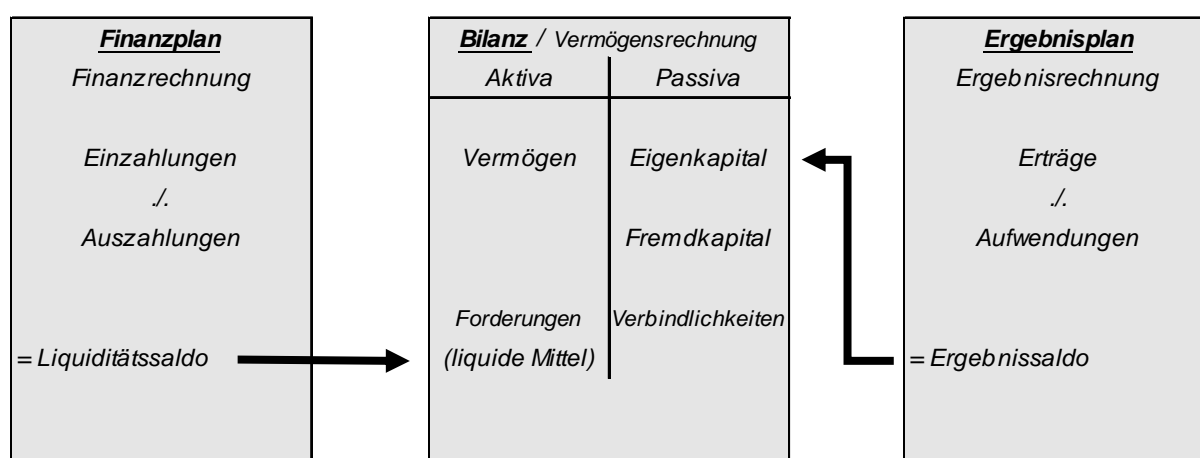 Finanzplan
Finanzrechnung
Einzahlungen
./.
Auszahlungen
= Liquiditätssaldo
Bilanz / Vermögensrechnung
Aktiva Passiva
Vermögen Eigenkapital
Fremdkapital
Forderungen Verbindlichkeiten
(liquide Mittel)
Ergebnisplan
Ergebnisrechnung
Erträge
./.
Aufwendungen
= Ergebnissaldo